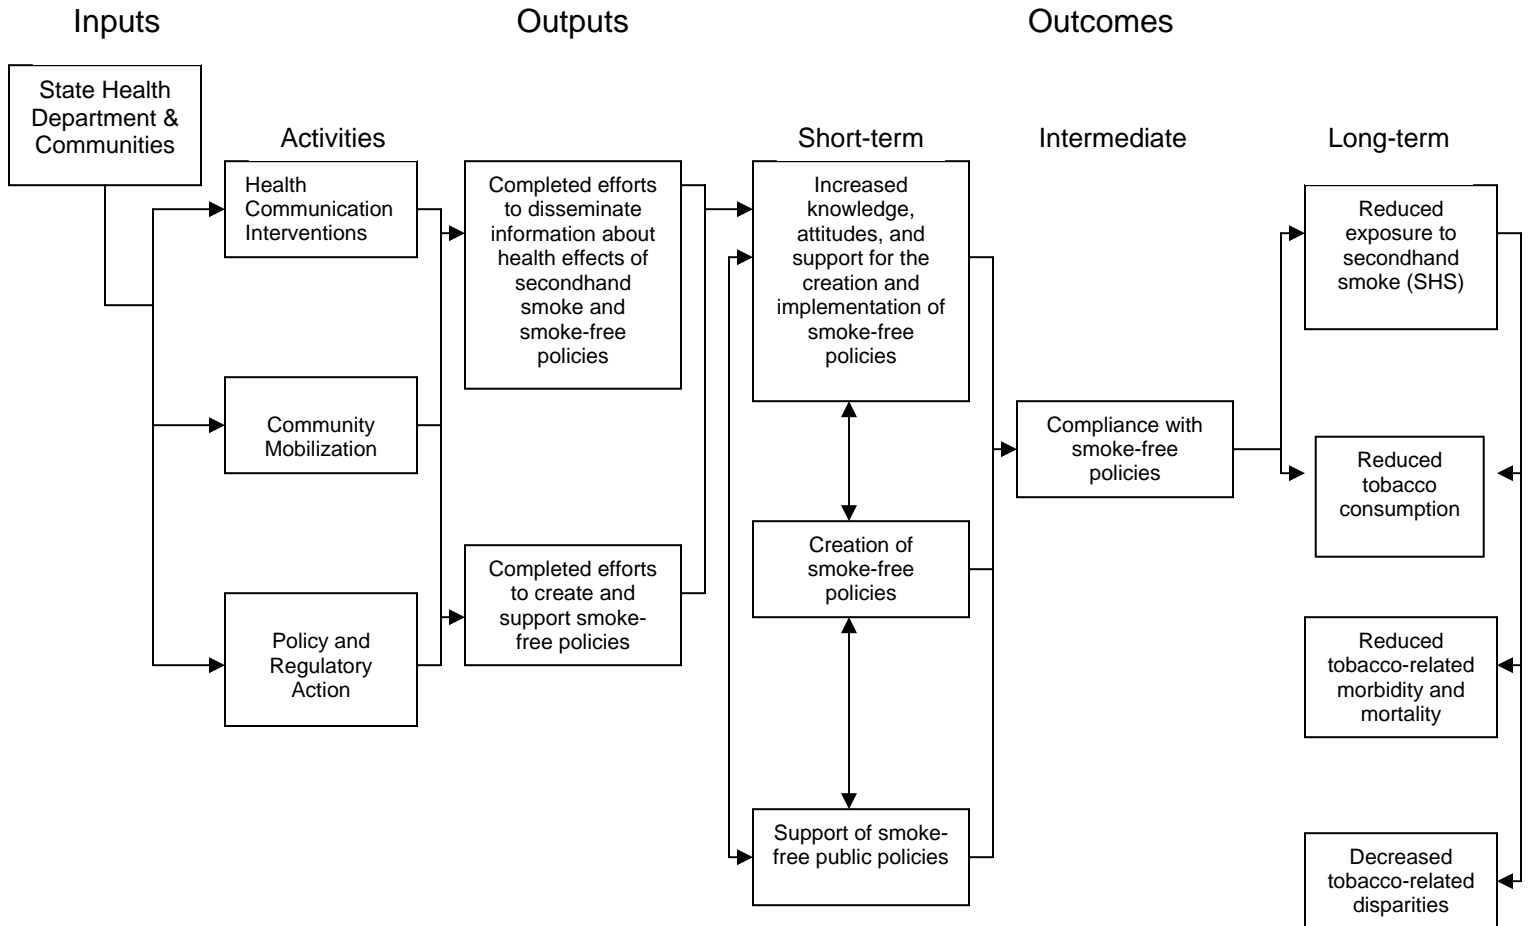 Inputs
Outputs
Outcomes
State Health
Department &
Communities
Activities
Short-term
Intermediate
Long-term
Health
Communication
Interventions
Community
Mobilization
Policy and
Regulatory
Action
Completed efforts
to disseminate
information about
health effects of
secondhand
smoke and
smoke-free
policies
Completed efforts
to create and
support smoke-
free policies
Increased
knowledge,
attitudes, and
support for the
creation and
implementation of
smoke-free
policies
Creation of
smoke-free
policies
Support of smoke-
free public policies
Compliance with
smoke-free
policies
Reduced
exposure to
secondhand
smoke (SHS)
Reduced
tobacco
consumption
Reduced
tobacco-related
morbidity and
mortality
Decreased
tobacco-related
disparities